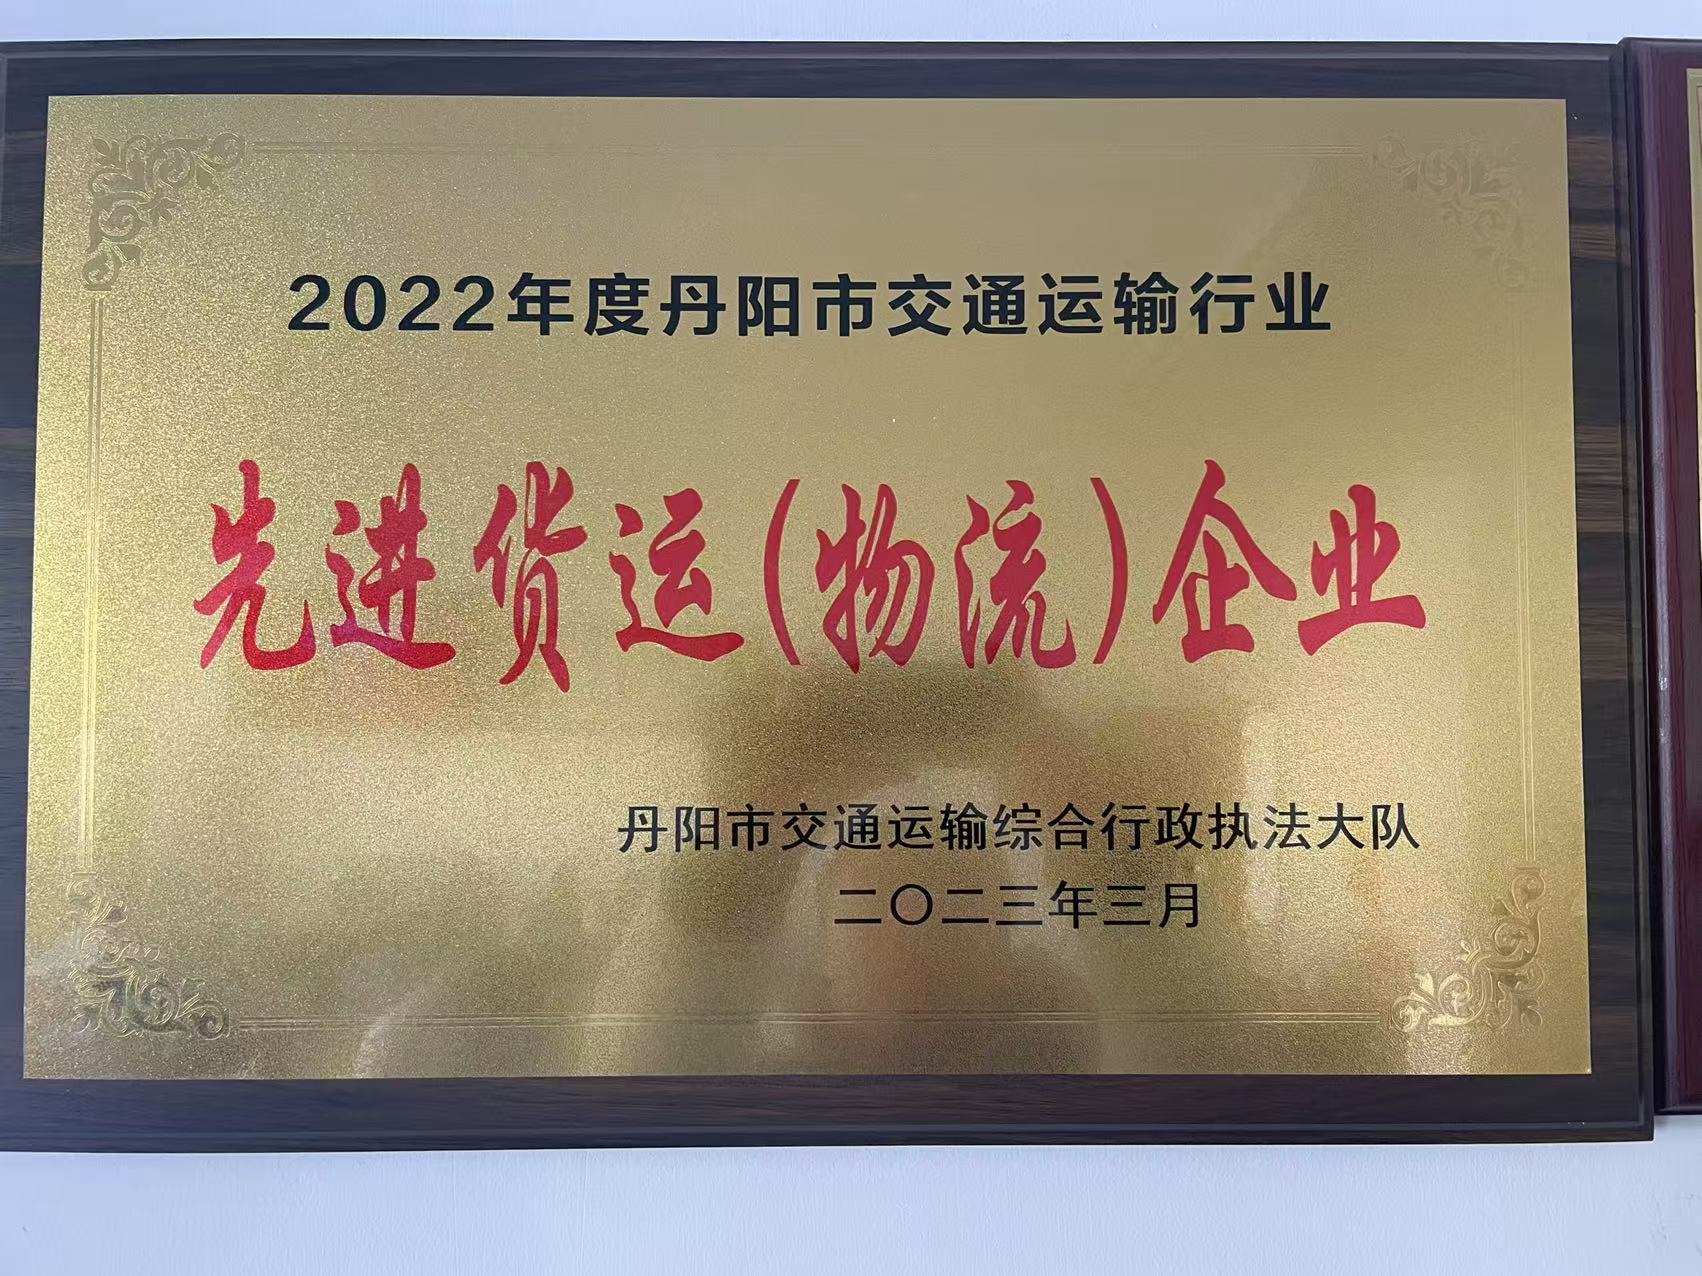 2022年度丹阳市交通运输行业
先进货运(物流)企业
丹阳市交通运输综合行政执法大队
二〇二三年三月